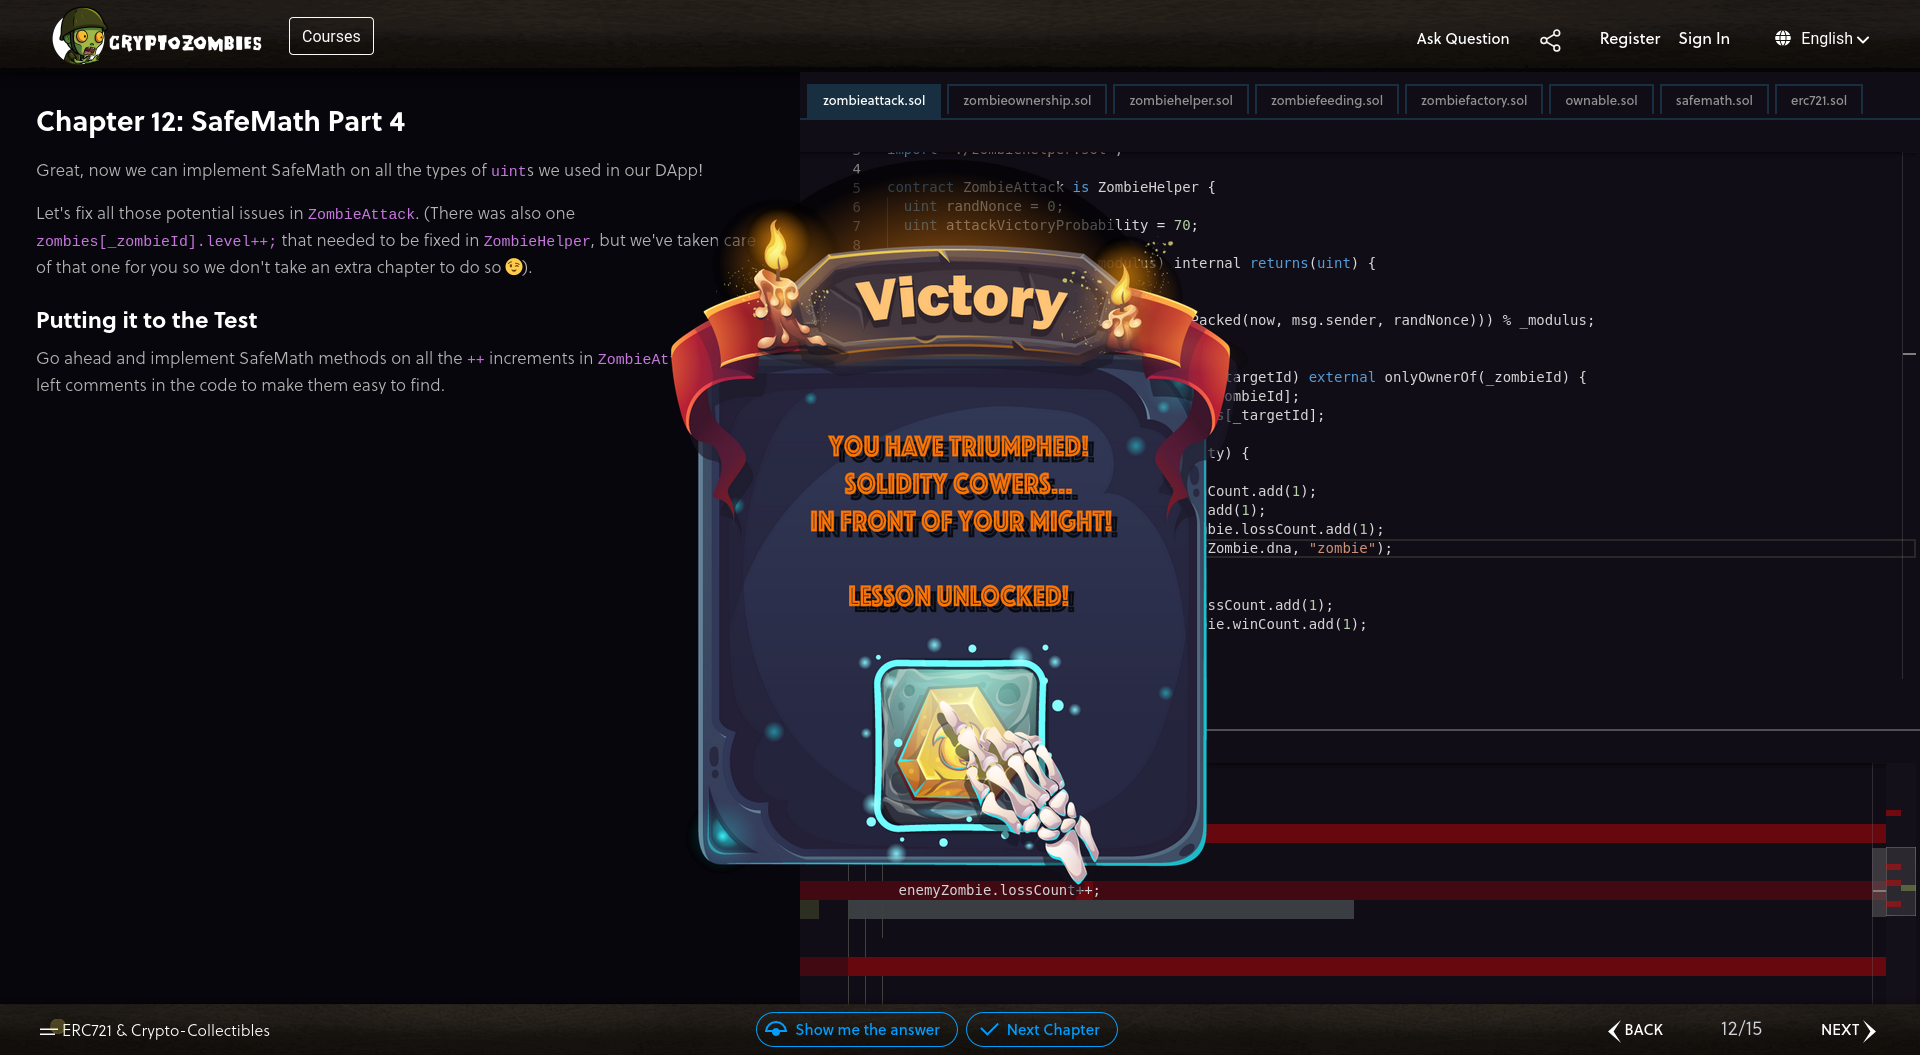 CRYPTOZOMBIES
Courses
Ask Question
Register
Sign In
English
Chapter 12: SafeMath Part 4
Great, now we can implement SafeMath on all the types of uints we used in our DApp!
Let's fix all those potential issues in ZombieAttack. (There was also one
zombies[_zombieId].level++; that needed to be fixed in ZombieHelper, but we've taken care
of that one for you so we don't take an extra chapter to do so 😉).
Putting it to the Test
Go ahead and implement SafeMath methods on all the ++ increments in ZombieAt
left comments in the code to make them easy to find.
zombieattack.sol
zombieownership.sol
zombiehelper.sol
zombiefeeding.sol
zombiefactory.sol
ownable.sol
safemath.sol
erc721.sol
4
5 contract ZombieAttack is ZombieHelper {
6 uint randNonce = 0;
7 uint attackVictoryProbability = 70;
8
internal returns(uint) {
Packed(now, msg.sender, randNonce))) % _modulus;
targetId) external onlyOwnerOf(_zombieId) {
ombieId];
s[_targetId];
ty) {
Count.add(1);
add(1);
bie.lossCount.add(1);
Zombie.dna, "zombie");
ssCount.add(1);
ie.winCount.add(1);
Victory
YOU HAVE TRIUMPHED!
SOLIDITY COWERS...
IN FRONT OF YOUR MIGHT!
LESSON UNLOCKED!
enemyZombie.lossCount++;
ERC721 & Crypto-Collectibles
Show me the answer
Next Chapter
BACK
12/15
NEXT